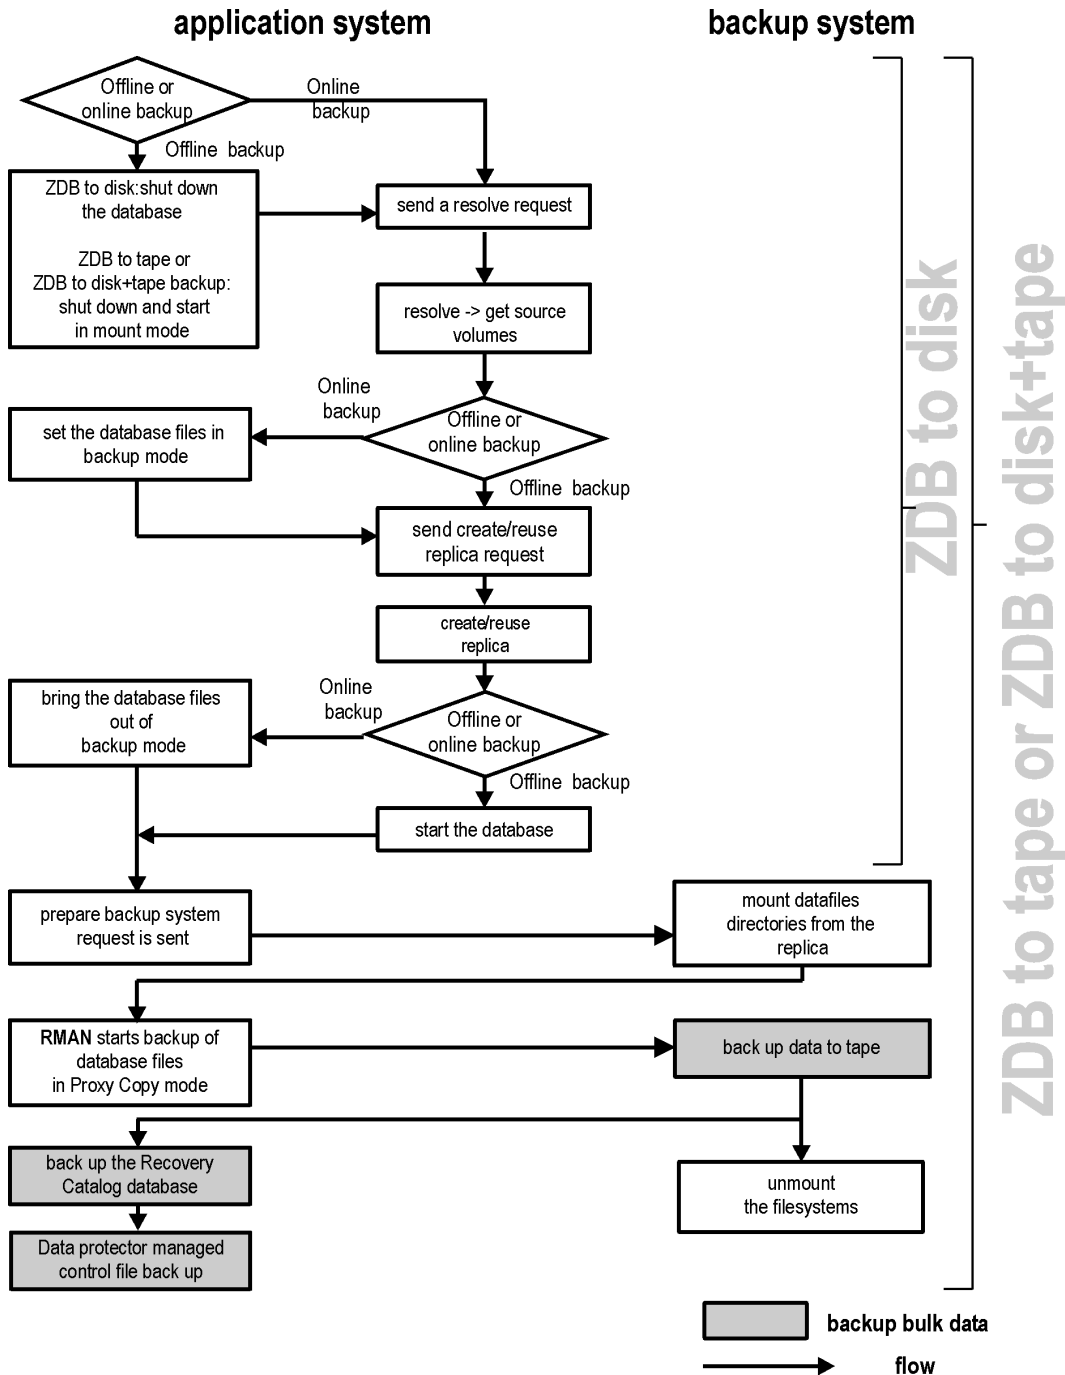 application system
backup system
Offline or
online backup
Online
backup
Offline backup
ZDB to disk:shut down
the database
ZDB to tape or
ZDB to disk+tape backup:
shut down and start
in mount mode
send a resolve request
resolve -> get source
volumes
Online
backup
Offline or
online backup
set the database files in
backup mode
Offline backup
send create/reuse
replica request
create/reuse
replica
Online
backup
bring the database files
out of
backup mode
Offline or
online backup
Offline backup
start the database
ZDB to disk
ZDB to tape or ZDB to disk+tape
prepare backup system
request is sent
mount datafiles
directories from the
replica
RMAN starts backup of
database files
in Proxy Copy mode
back up data to tape
back up the Recovery
Catalog database
unmount
the filesystems
Data protector managed
control file back up
backup bulk data
flow